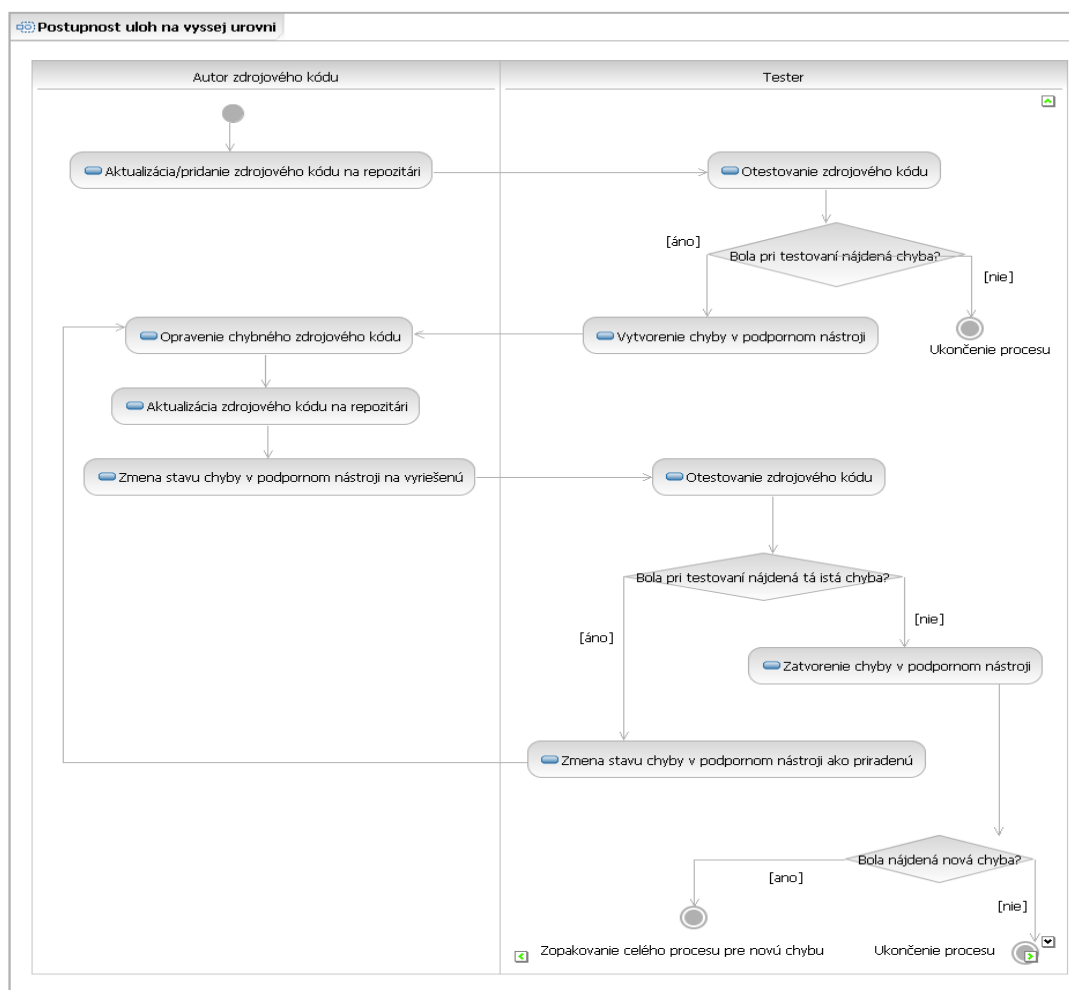 Postupnost uloh na vyssej urovni
Autor zdrojového kódu
Tester
Aktualizácia/pridanie zdrojového kódu na repozitári
Otestovanie zdrojového kódu
[áno]
Bola pri testovaní nájdená chyba?
[nie]
Opravenie chybného zdrojového kódu
Vytvorenie chyby v podpornom nástroji
Ukončenie procesu
Aktualizácia zdrojového kódu na repozitári
Zmena stavu chyby v podpornom nástroji na vyriešenú
Otestovanie zdrojového kódu
Bola pri testovaní nájdená tá istá chyba?
[áno]
[nie]
Zatvorenie chyby v podpornom nástroji
Zmena stavu chyby v podpornom nástroji ako priradenú
Bola nájdená nová chyba?
[ano]
[nie]
Zopakovanie celého procesu pre novú chybu
Ukončenie procesu